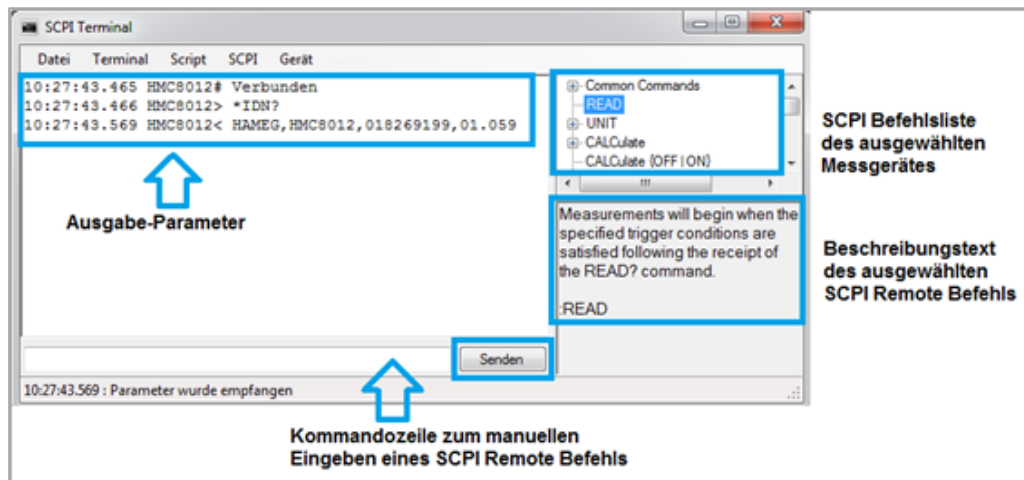 SCPI Terminal
Datei Terminal Script SCPI Gerät
10:27:43.465 HMC8012# Verbunden
10:27:43.466 HMC8012> *IDN?
10:27:43.569 HMC8012< HAMEG,HMC8012,018269199,01.059
Ausgabe-Parameter
Common Commands
READ
UNIT
CALCulate
CALCulate {OFF | ON}
SCPI Befehlsliste
des ausgewählten
Messgerätes
Measurements will begin when the
specified trigger conditions are
satisfied following the receipt of
the READ? command.
:READ
Beschreibungstext
des ausgewählten
SCPI Remote Befehls
Senden
10:27:43.569 : Parameter wurde empfangen
Kommandozeile zum manuellen
Eingeben eines SCPI Remote Befehls